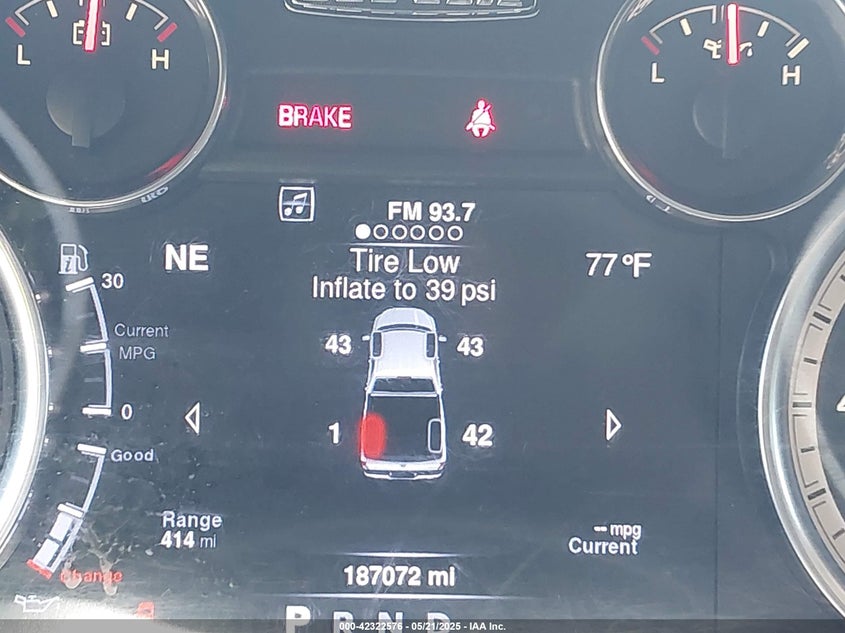 L H
L H
BRAKE
FM 93.7
NE
Tire Low
77°F
Inflate to 39 psi
30
Current
MPG
0
43 43
1 42
Good
Range
414 mi
-- mpg
Current
change
187072 mi
P R N D
000-42322576 - 05/21/2025 - IAA Inc.